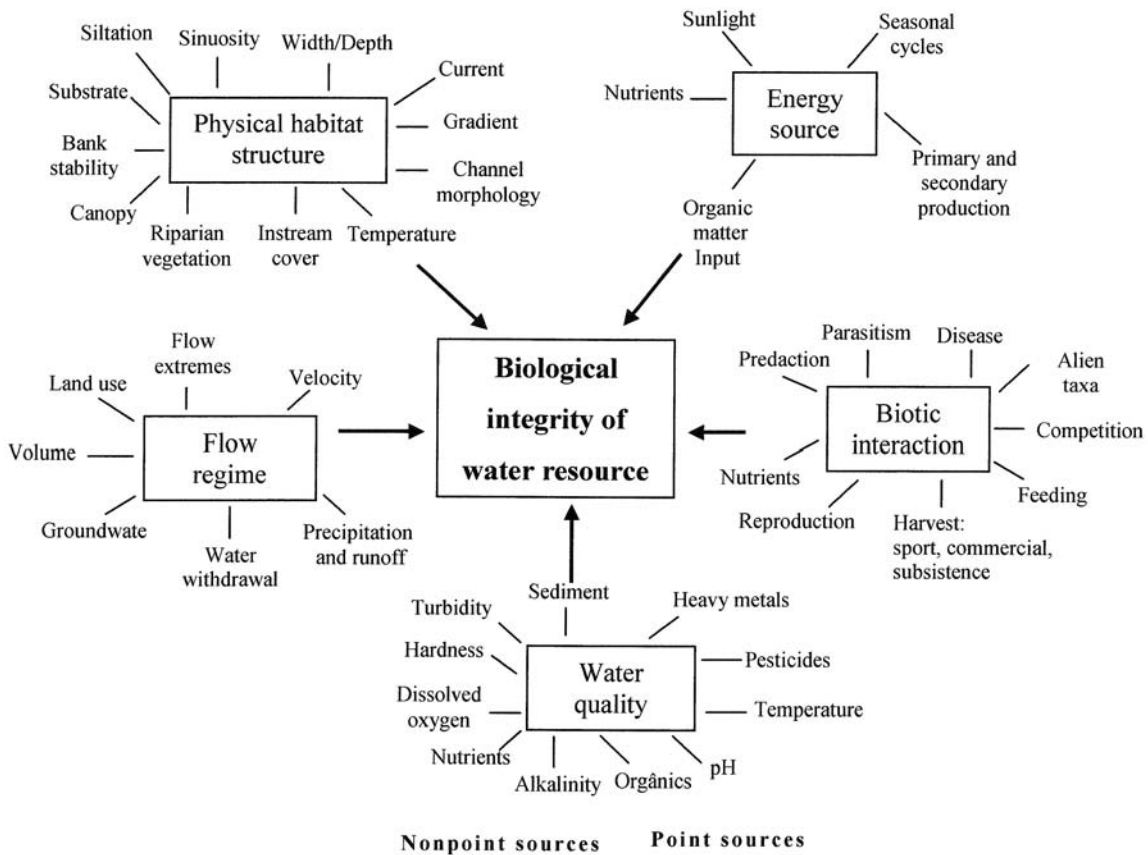 Siltation
Sinuosity
Width/Depth
Current
Substrate
Physical habitat
structure
Gradient
Bank
stability
Channel
morphology
Canopy
Riparian
vegetation
Instream
cover
Temperature
Sunlight
Seasonal
cycles
Nutrients
Energy
source
Primary and
secondary
production
Organic
matter
Input
Biological
integrity of
water resource
Flow
extremes
Land use
Velocity
Volume
Flow
regime
Groundwate
Water
withdrawal
Precipitation
and runoff
Parasitism
Disease
Predaction
Alien
taxa
Biotic
interaction
Competition
Nutrients
Feeding
Reproduction
Harvest:
sport, commercial,
subsistence
Sediment
Heavy metals
Turbidity
Hardness
Water
quality
Pesticides
Dissolved
oxygen
Temperature
Nutrients
Alkalinity
Orgânics
pH
Nonpoint sources Point sources